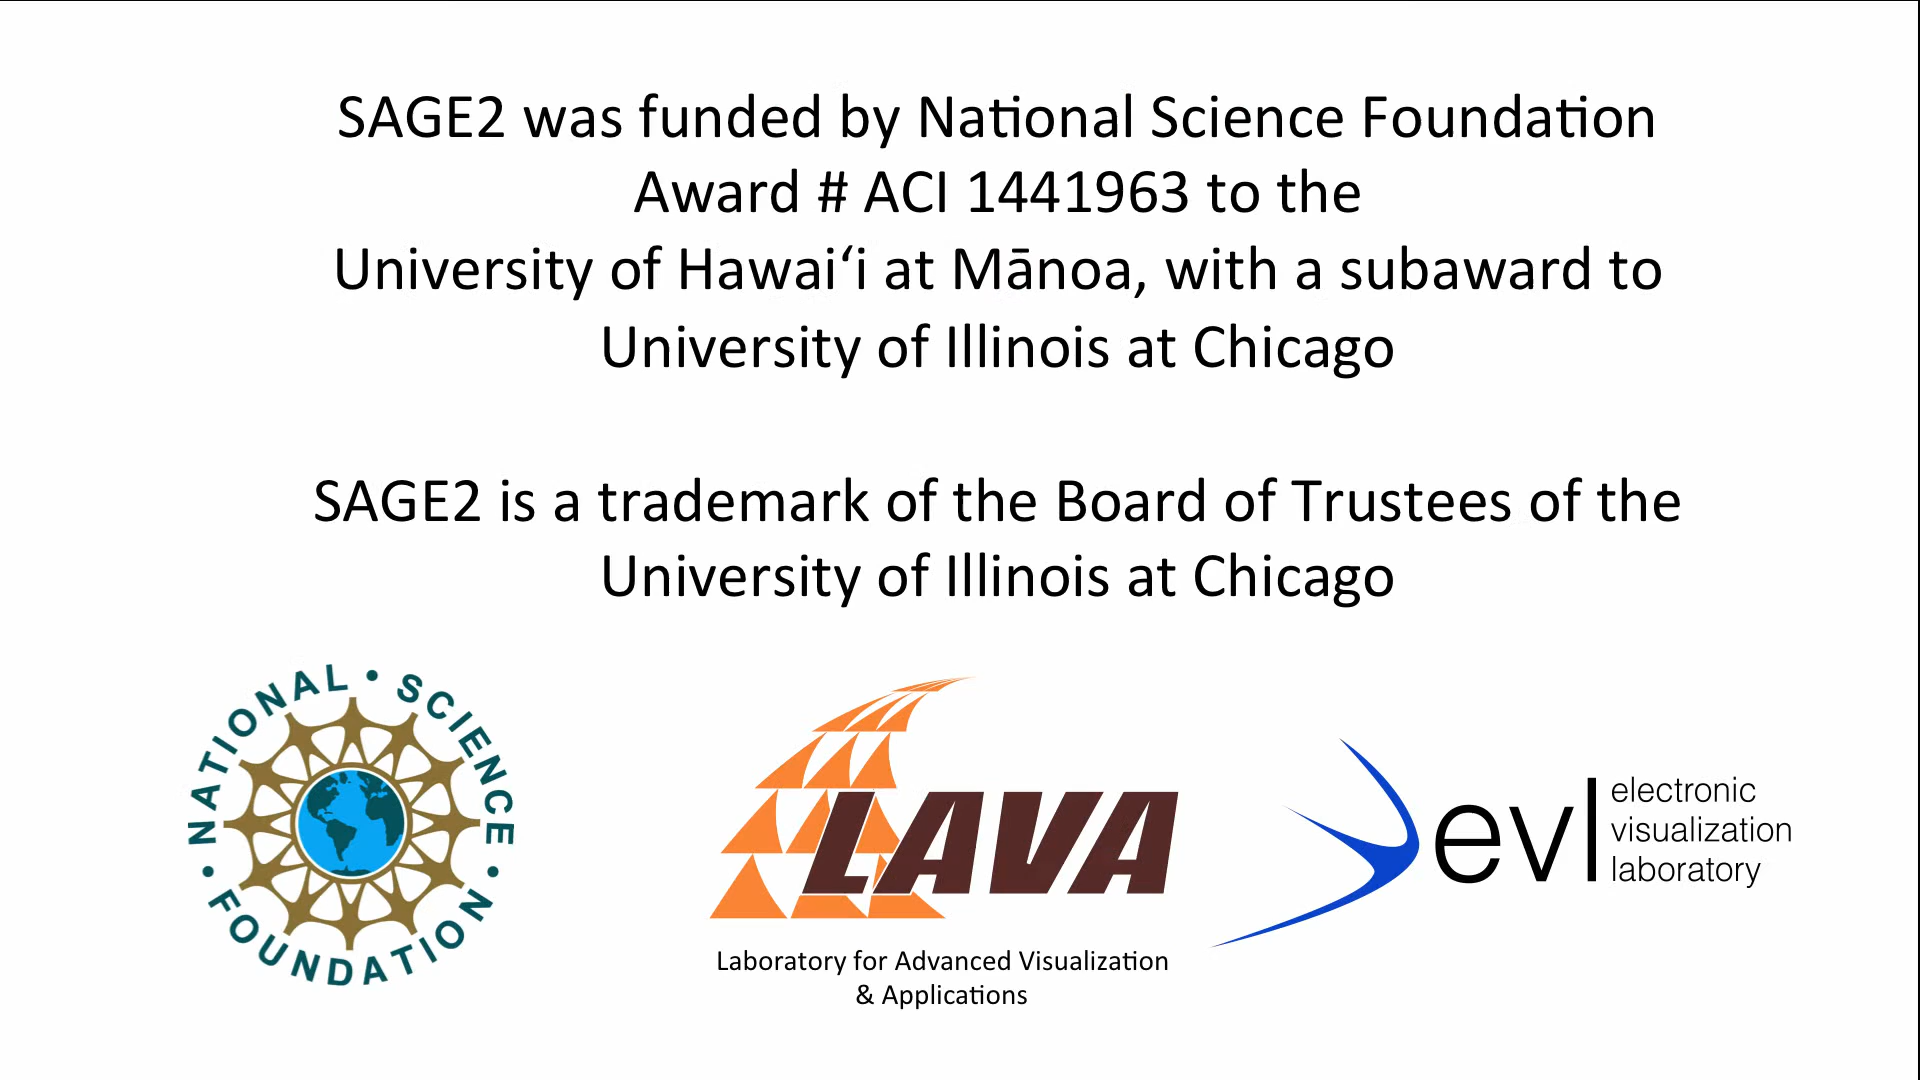 SAGE2 was funded by National Science Foundation
Award # ACI 1441963 to the
University of Hawai‘i at Mānoa, with a subaward to
University of Illinois at Chicago
SAGE2 is a trademark of the Board of Trustees of the
University of Illinois at Chicago
NATIONAL • SCIENCE • FOUNDATION •
LAVA
Laboratory for Advanced Visualization
& Applications
evl
electronic
visualization
laboratory